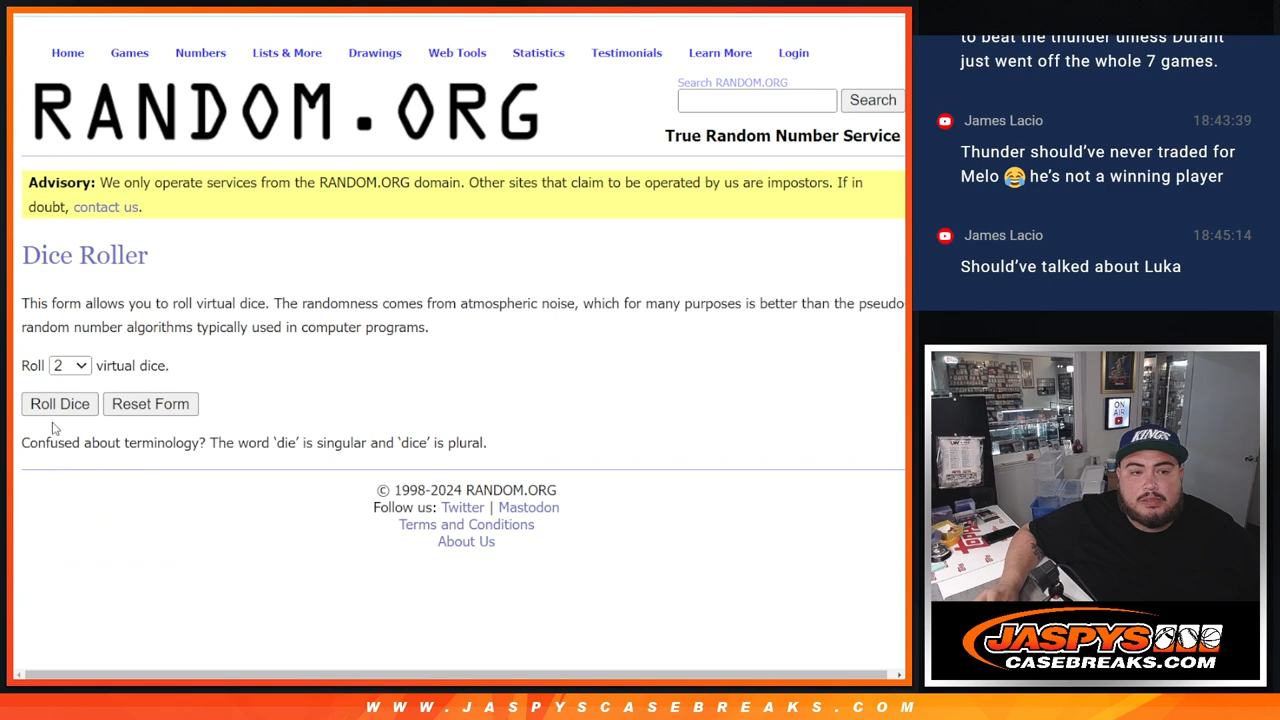 Home Games Numbers Lists & More Drawings Web Tools Statistics Testimonials Learn More Login
RANDOM.ORG
Search RANDOM.ORG
Search
True Random Number Service
Advisory: We only operate services from the RANDOM.ORG domain. Other sites that claim to be operated by us are impostors. If in
doubt, contact us.
Dice Roller
This form allows you to roll virtual dice. The randomness comes from atmospheric noise, which for many purposes is better than the pseudo-
random number algorithms typically used in computer programs.
Roll 2 virtual dice.
Roll Dice Reset Form
Confused about terminology? The word ‘die’ is singular and ‘dice’ is plural.
© 1998-2024 RANDOM.ORG
Follow us: Twitter | Mastodon
Terms and Conditions
About Us
to beat the thunder unless Durant
just went off the whole 7 games.
James Lacio 18:43:39
Thunder should’ve never traded for
Melo 😂 he’s not a winning player
James Lacio 18:45:14
Should’ve talked about Luka
ON
AIR
KINGS
JASPYS
CASEBREAKS.COM
WWW.JASPYSCASEBREAKS.COM